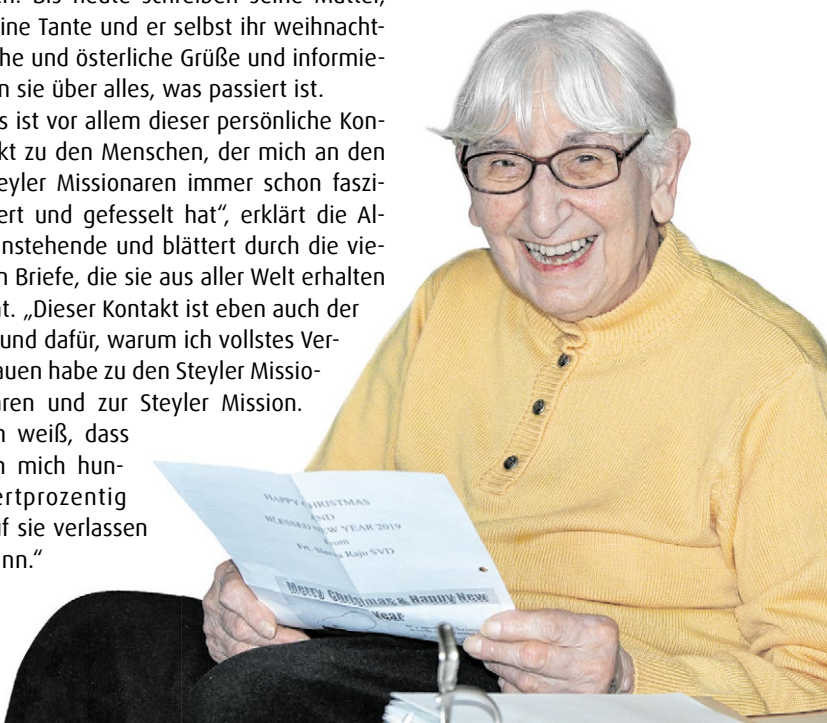 Bis heute schreiben seine Mutter,
ine Tante und er selbst ihr weihnacht-
he und österliche Grüße und informie-
n sie über alles, was passiert ist.
s ist vor allem dieser persönliche Kon-
kt zu den Menschen, der mich an den
eyler Missionaren immer schon faszi-
ert und gefesselt hat“, erklärt die Al-
nstehende und blättert durch die vie-
n Briefe, die sie aus aller Welt erhalten
t. „Dieser Kontakt ist eben auch der
und dafür, warum ich vollstes Ver-
auen habe zu den Steyler Missio-
aren und zur Steyler Mission.
h weiß, dass
h mich hun-
ertprozentig
f sie verlassen
nn.“
HAPPY CHRISTMAS
AND
BLESSED NEW YEAR 2019
From
Fr. Raju SVD
Merry Christmas & Happy New
Year